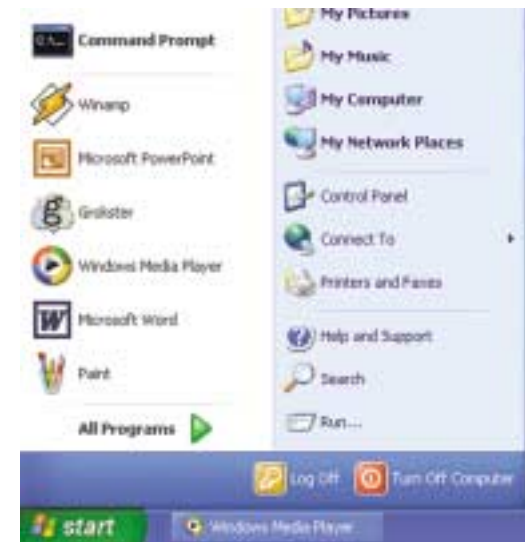 Command Prompt
Winamp
Microsoft PowerPoint
Grokster
Windows Media Player
Microsoft Word
Paint
All Programs
My Pictures
My Music
My Computer
My Network Places
Control Panel
Connect To
Printers and Faxes
Help and Support
Search
Run...
Log Off
Turn Off Computer
start
Windows Media Player